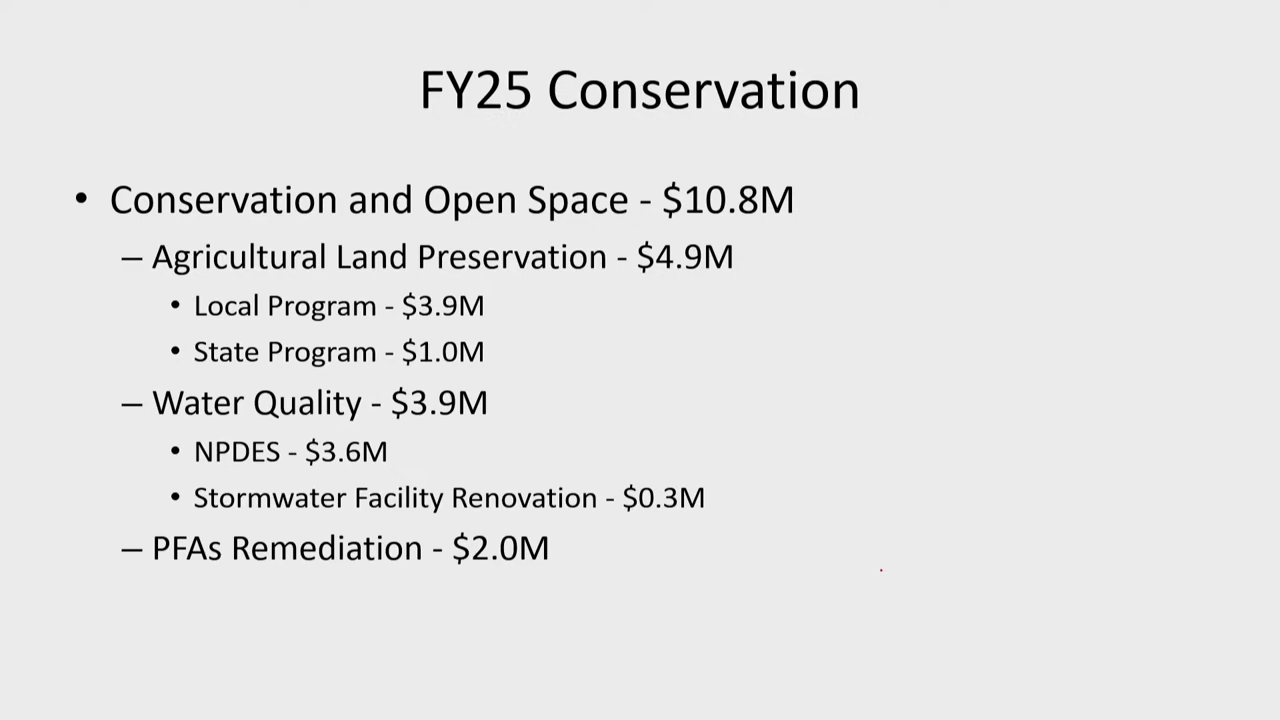 FY25 Conservation
• Conservation and Open Space - $10.8M
– Agricultural Land Preservation - $4.9M
• Local Program - $3.9M
• State Program - $1.0M
– Water Quality - $3.9M
• NPDES - $3.6M
• Stormwater Facility Renovation - $0.3M
– PFAs Remediation - $2.0M